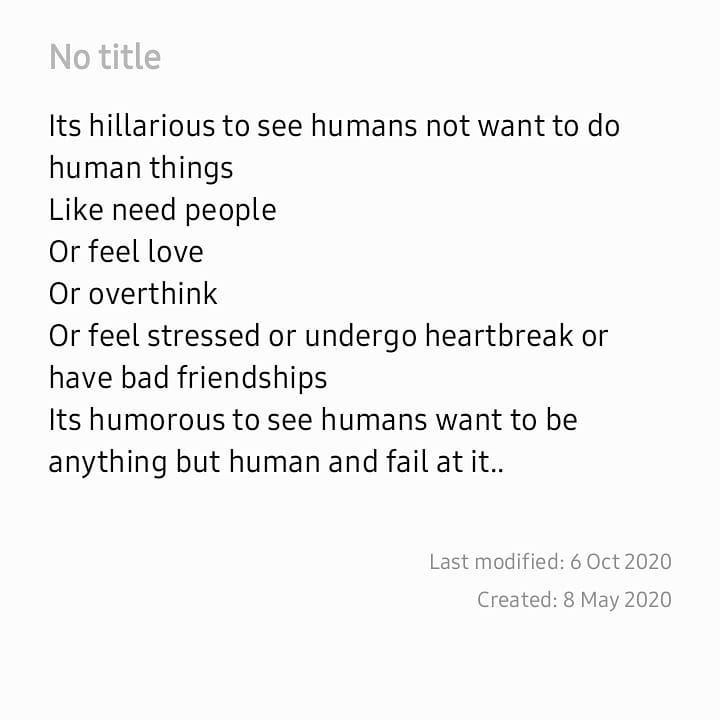 No title
Its hillarious to see humans not want to do
human things
Like need people
Or feel love
Or overthink
Or feel stressed or undergo heartbreak or
have bad friendships
Its humorous to see humans want to be
anything but human and fail at it..
Last modified: 6 Oct 2020
Created: 8 May 2020